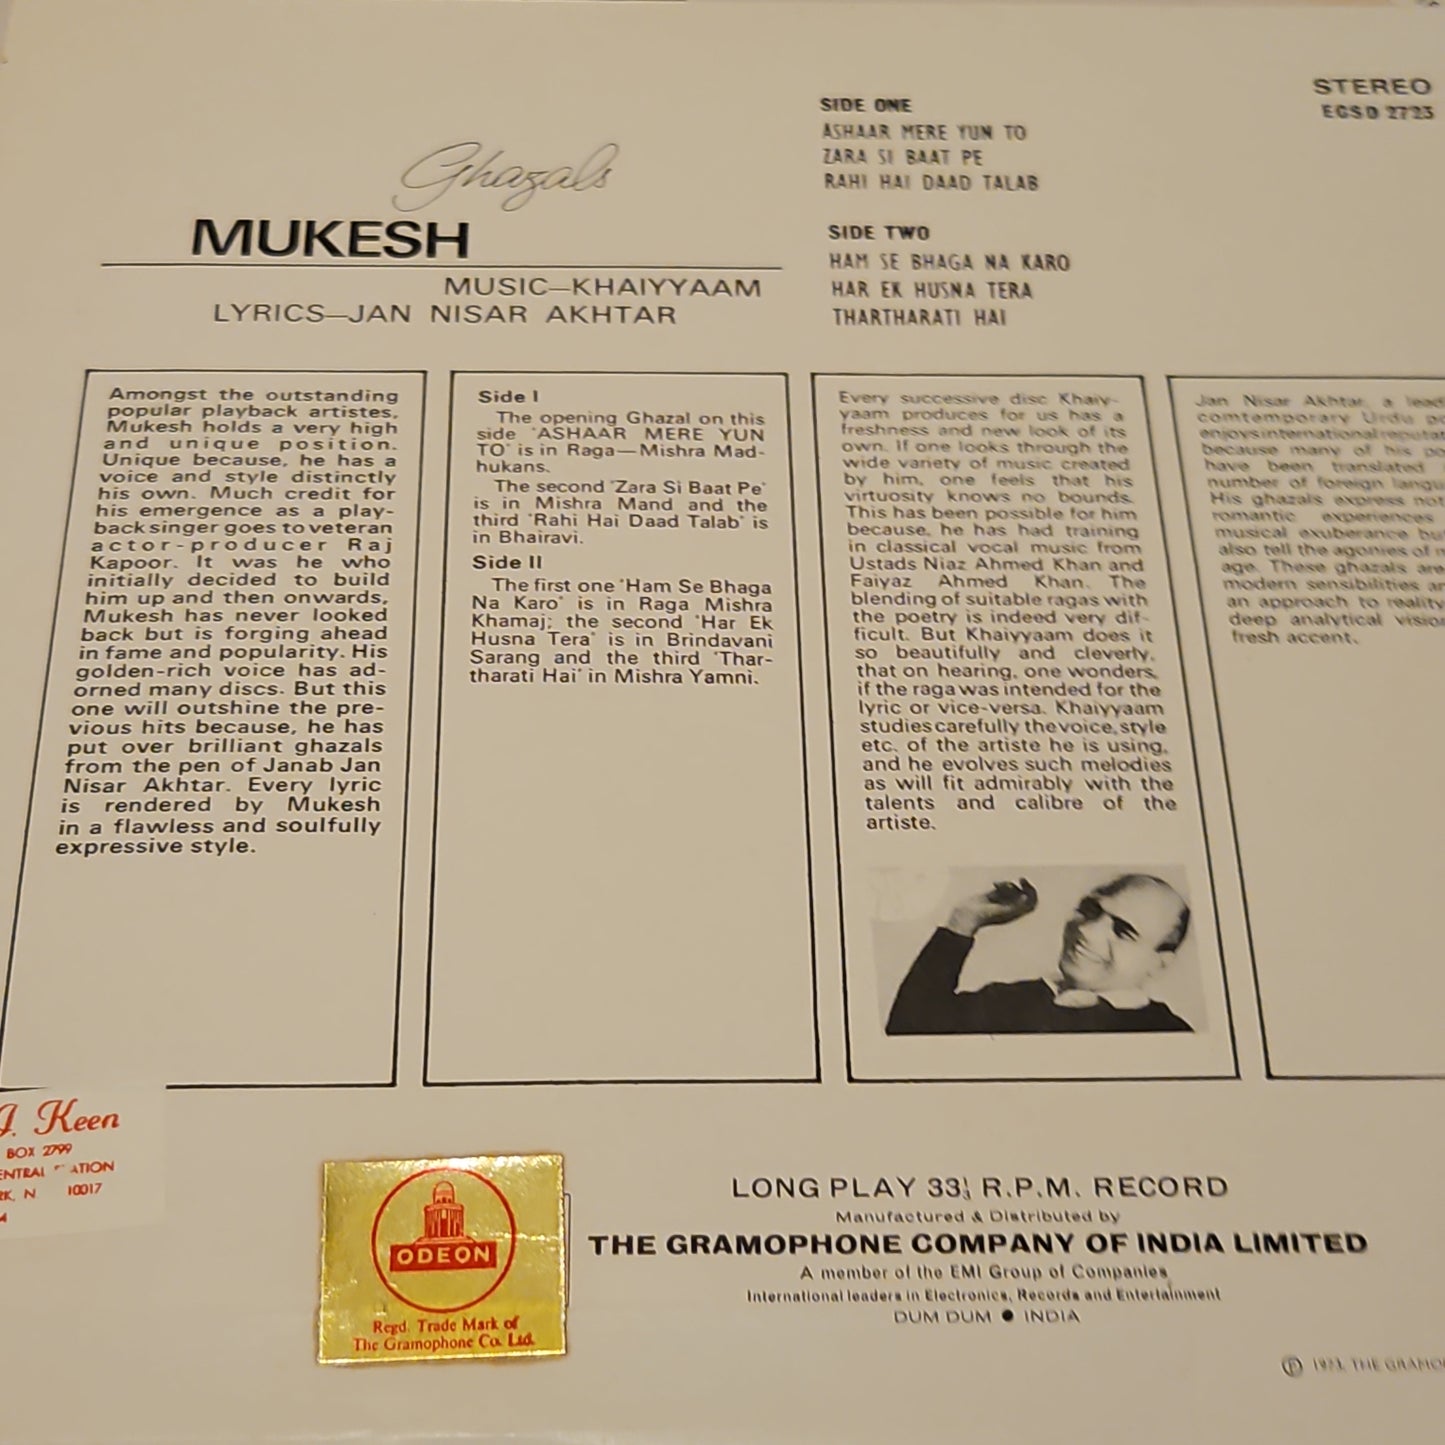 Ghazals
MUKESH
MUSIC—KHAIYYAAM
LYRICS—JAN NISAR AKHTAR
SIDE ONE
ASHAAR MERE YUN TO
ZARA SI BAAT PE
RAHI HAI DAAD TALAB
SIDE TWO
HAM SE BHAGA NA KARO
HAR EK HUSNA TERA
THARTHARATI HAI
STEREO
ECSD 2723
Amongst the outstanding
popular playback artistes,
Mukesh holds a very high
and unique position.
Unique because, he has a
voice and style distinctly
his own. Much credit for
his emergence as a play-
back singer goes to veteran
actor-producer Raj
Kapoor. It was he who
initially decided to build
him up and then onwards,
Mukesh has never looked
back but is forging ahead
in fame and popularity. His
golden-rich voice has ad-
orned many discs. But this
one will outshine the pre-
vious hits because, he has
put over brilliant ghazals
from the pen of Janab Jan
Nisar Akhtar. Every lyric
is rendered by Mukesh
in a flawless and soulfully
expressive style.
Side I
The opening Ghazal on this
side 'ASHAAR MERE YUN
TO' is in Raga—Mishra Mad-
hukans.
The second 'Zara Si Baat Pe'
is in Mishra Mand and the
third 'Rahi Hai Daad Talab' is
in Bhairavi.
Side II
The first one 'Ham Se Bhaga
Na Karo' is in Raga Mishra
Khamaj; the second 'Har Ek
Husna Tera' is in Brindavani
Sarang and the third 'Thar-
tharati Hai' in Mishra Yamni.
Every successive disc Khaiy-
yaam produces for us has a
freshness and new look of its
own. If one looks through the
wide variety of music created
by him, one feels that his
virtuosity knows no bounds.
This has been possible for him
because, he has had training
in classical vocal music from
Ustads Niaz Ahmed Khan and
Faiyaz Ahmed Khan. The
blending of suitable ragas with
the poetry is indeed very dif-
ficult. But Khaiyyaam does it
so beautifully and cleverly,
that on hearing, one wonders,
if the raga was intended for the
lyric or vice-versa. Khaiyyaam
studies carefully the voice, style
etc. of the artiste he is using,
and he evolves such melodies
as will fit admirably with the
talents and calibre of the
artiste.
Jan Nisar Akhtar, a lead
comtemporary Urdu po
enjoys international reputat
because many of his po
have been translated
number of foreign langu
His ghazals express not
romantic experiences
musical exuberance bu
also tell the agonies of
age. These ghazals are
modern sensibilities an
an approach to reality
deep analytical vision
fresh accent.
J. Keen
BOX 2799
ENTRAL ATION
RK, N 10017
ODEON
Regd. Trade Mark of
The Gramophone Co. Ltd.
LONG PLAY 33⅓ R.P.M. RECORD
Manufactured & Distributed by
THE GRAMOPHONE COMPANY OF INDIA LIMITED
A member of the EMI Group of Companies
International leaders in Electronics, Records and Entertainment
DUM DUM ● INDIA
Ⓟ 1973, THE GRAMO